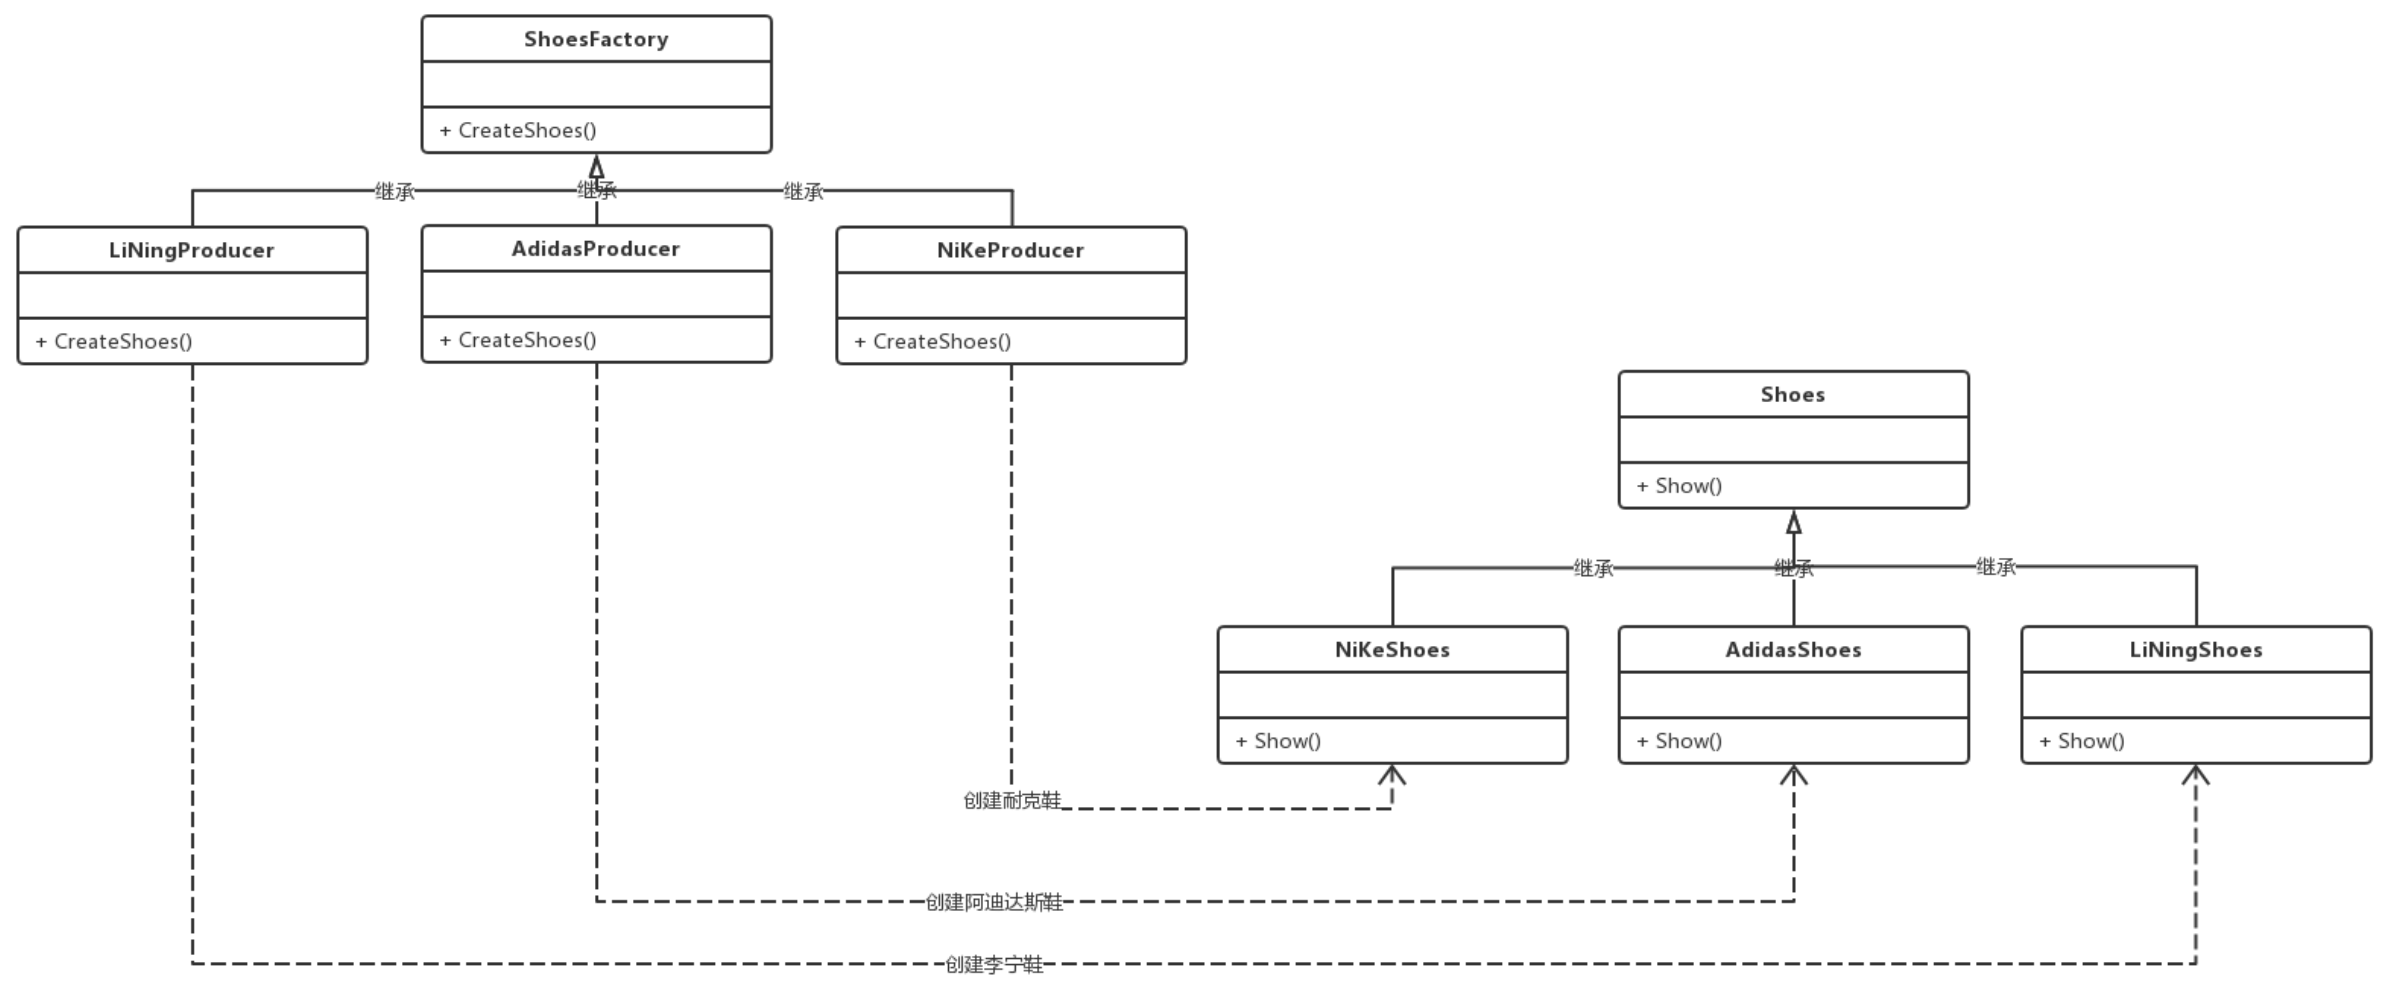 ShoesFactory
+ CreateShoes()
继承
继承
继承
LiNingProducer
+ CreateShoes()
AdidasProducer
+ CreateShoes()
NiKeProducer
+ CreateShoes()
Shoes
+ Show()
继承
继承
继承
NiKeShoes
+ Show()
AdidasShoes
+ Show()
LiNingShoes
+ Show()
创建耐克鞋
创建阿迪达斯鞋
创建李宁鞋